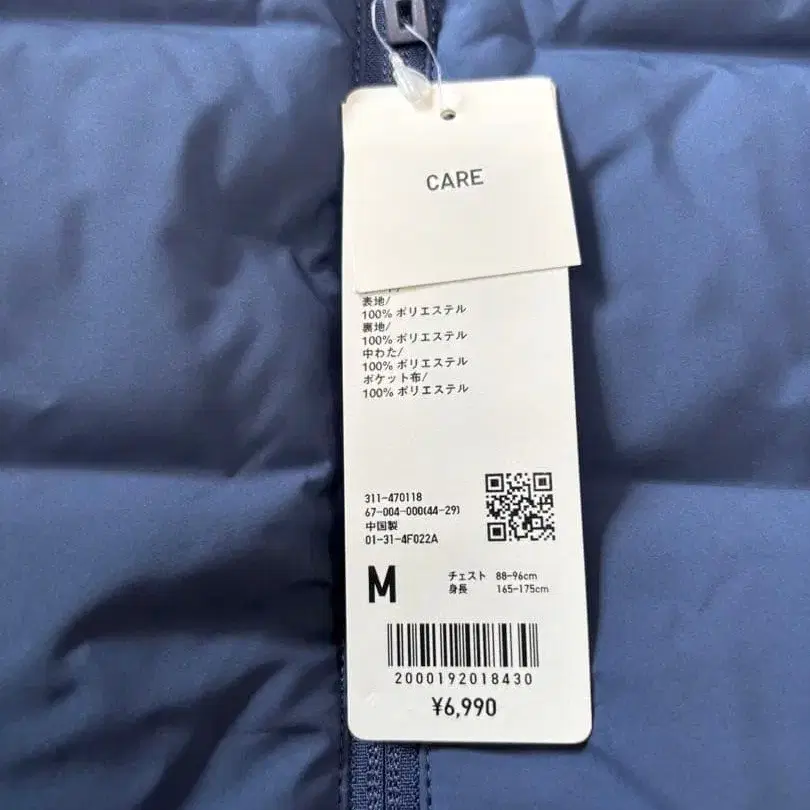 CARE
表地/
100% ポリエステル
裏地/
100% ポリエステル
中わた/
100% ポリエステル
ポケット布/
100% ポリエステル
311-470118
67-004-000(44-29)
中国製
01-31-4F022A
M
チェスト 88-96cm
身長 165-175cm
2000192018430
¥6,990